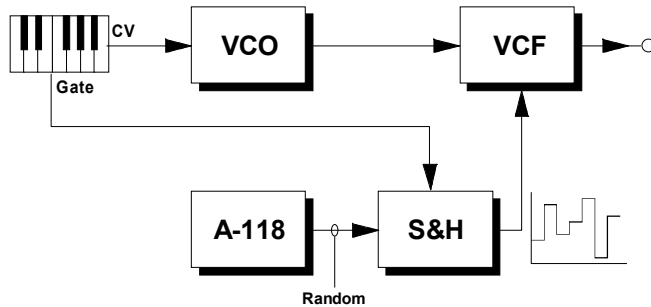 CV
VCO
VCF
Gate
A-118
S&H
Random